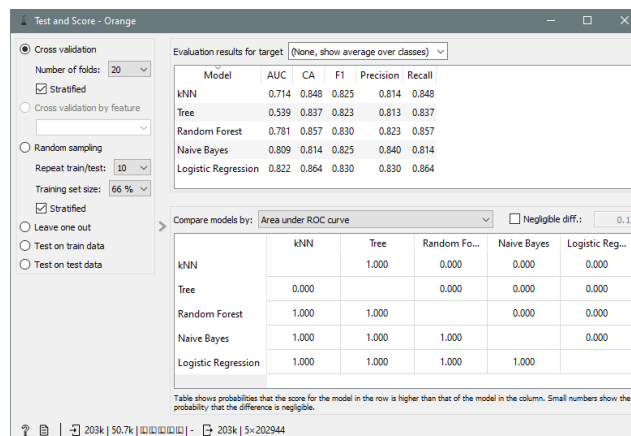 Test and Score - Orange
Cross validation
Number of folds: 20
Stratified
Cross validation by feature
Random sampling
Repeat train/test: 10
Training set size: 66 %
Stratified
Leave one out
Test on train data
Test on test data
Evaluation results for target (None, show average over classes)
Model AUC CA F1 Precision Recall
kNN 0.714 0.848 0.825 0.814 0.848
Tree 0.539 0.837 0.823 0.813 0.837
Random Forest 0.781 0.857 0.830 0.823 0.857
Naive Bayes 0.809 0.814 0.825 0.840 0.814
Logistic Regression 0.822 0.864 0.830 0.830 0.864
Compare models by: Area under ROC curve Negligible diff.: 0.1
kNN Tree Random Fo... Naive Bayes Logistic Reg...
kNN 1.000 0.000 0.000 0.000
Tree 0.000 0.000 0.000 0.000
Random Forest 1.000 1.000 0.000 0.000
Naive Bayes 1.000 1.000 1.000 0.000
Logistic Regression 1.000 1.000 1.000 1.000
Table shows probabilities that the score for the model in the row is higher than that of the model in the column. Small numbers show the
probability that the difference is negligible.
? 203k | 50.7k | - 203k | 5×202944